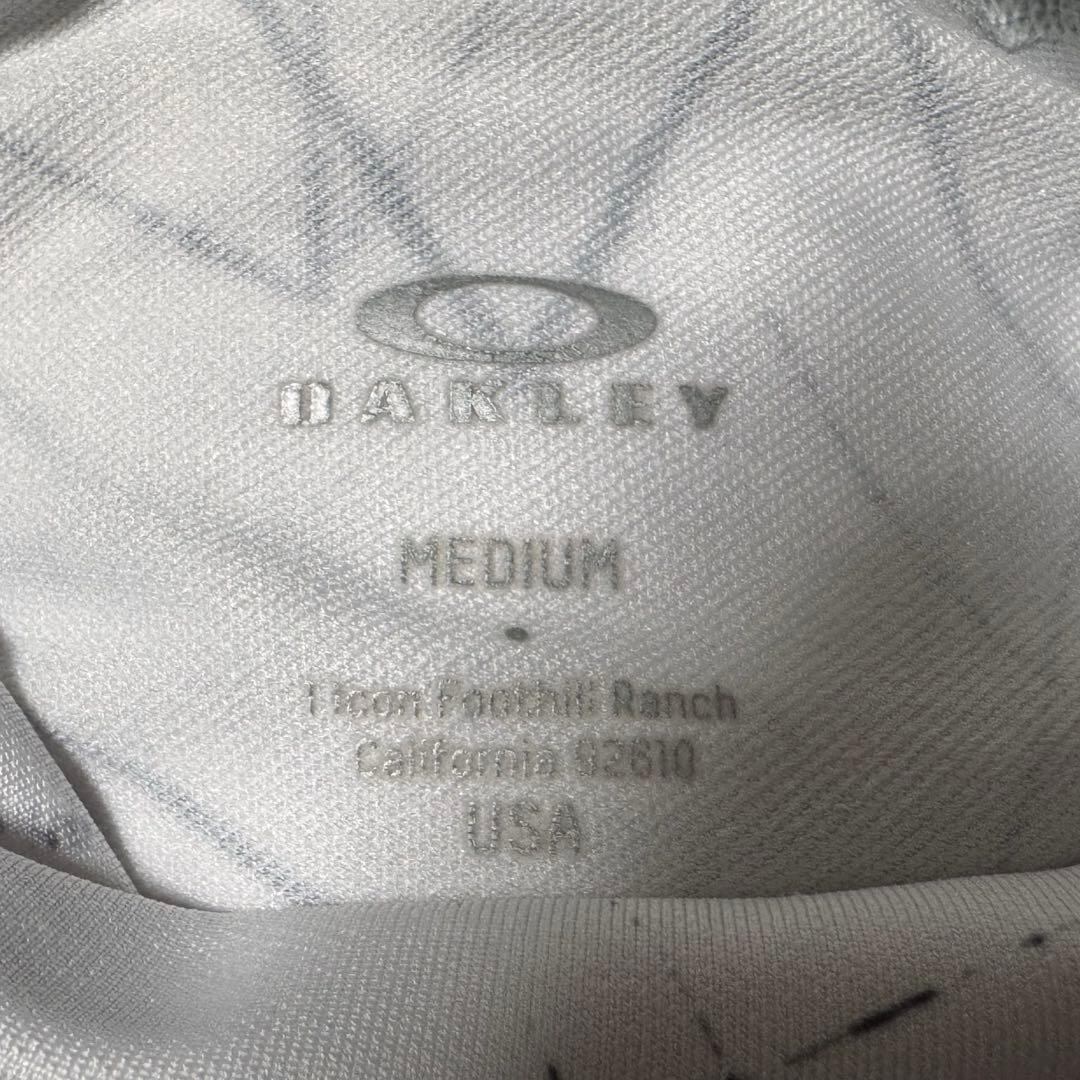 OAKLEY
MEDIUM
•
1 Icon Foothill Ranch
California 92610
USA